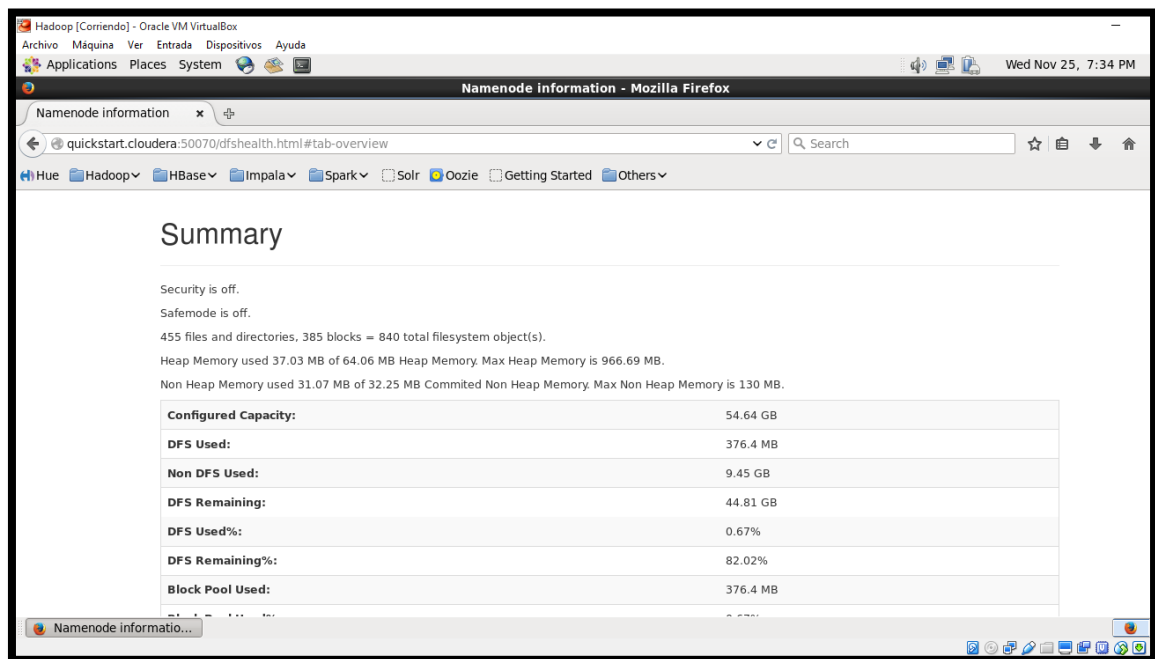 Hadoop [Corriendo] - Oracle VM VirtualBox
Archivo Máquina Ver Entrada Dispositivos Ayuda
Applications Places System Wed Nov 25, 7:34 PM
Namenode information - Mozilla Firefox
Namenode information
quickstart.cloudera:50070/dfshealth.html#tab-overview Search
Hue Hadoop HBase Impala Spark Solr Oozie Getting Started Others
Summary
Security is off.
Safemode is off.
455 files and directories, 385 blocks = 840 total filesystem object(s).
Heap Memory used 37.03 MB of 64.06 MB Heap Memory. Max Heap Memory is 966.69 MB.
Non Heap Memory used 31.07 MB of 32.25 MB Commited Non Heap Memory. Max Non Heap Memory is 130 MB.
Configured Capacity: 54.64 GB
DFS Used: 376.4 MB
Non DFS Used: 9.45 GB
DFS Remaining: 44.81 GB
DFS Used%: 0.67%
DFS Remaining%: 82.02%
Block Pool Used: 376.4 MB
Namenode informatio...